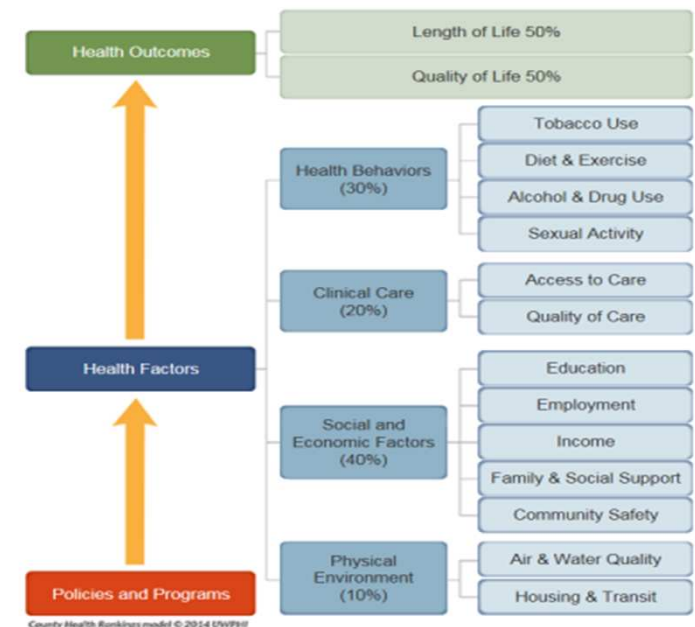 Health Outcomes
Length of Life 50%
Quality of Life 50%
Health Behaviors
(30%)
Tobacco Use
Diet & Exercise
Alcohol & Drug Use
Sexual Activity
Clinical Care
(20%)
Access to Care
Quality of Care
Health Factors
Social and
Economic Factors
(40%)
Education
Employment
Income
Family & Social Support
Community Safety
Physical
Environment
(10%)
Air & Water Quality
Housing & Transit
Policies and Programs
County Health Rankings model © 2014 UWPHI